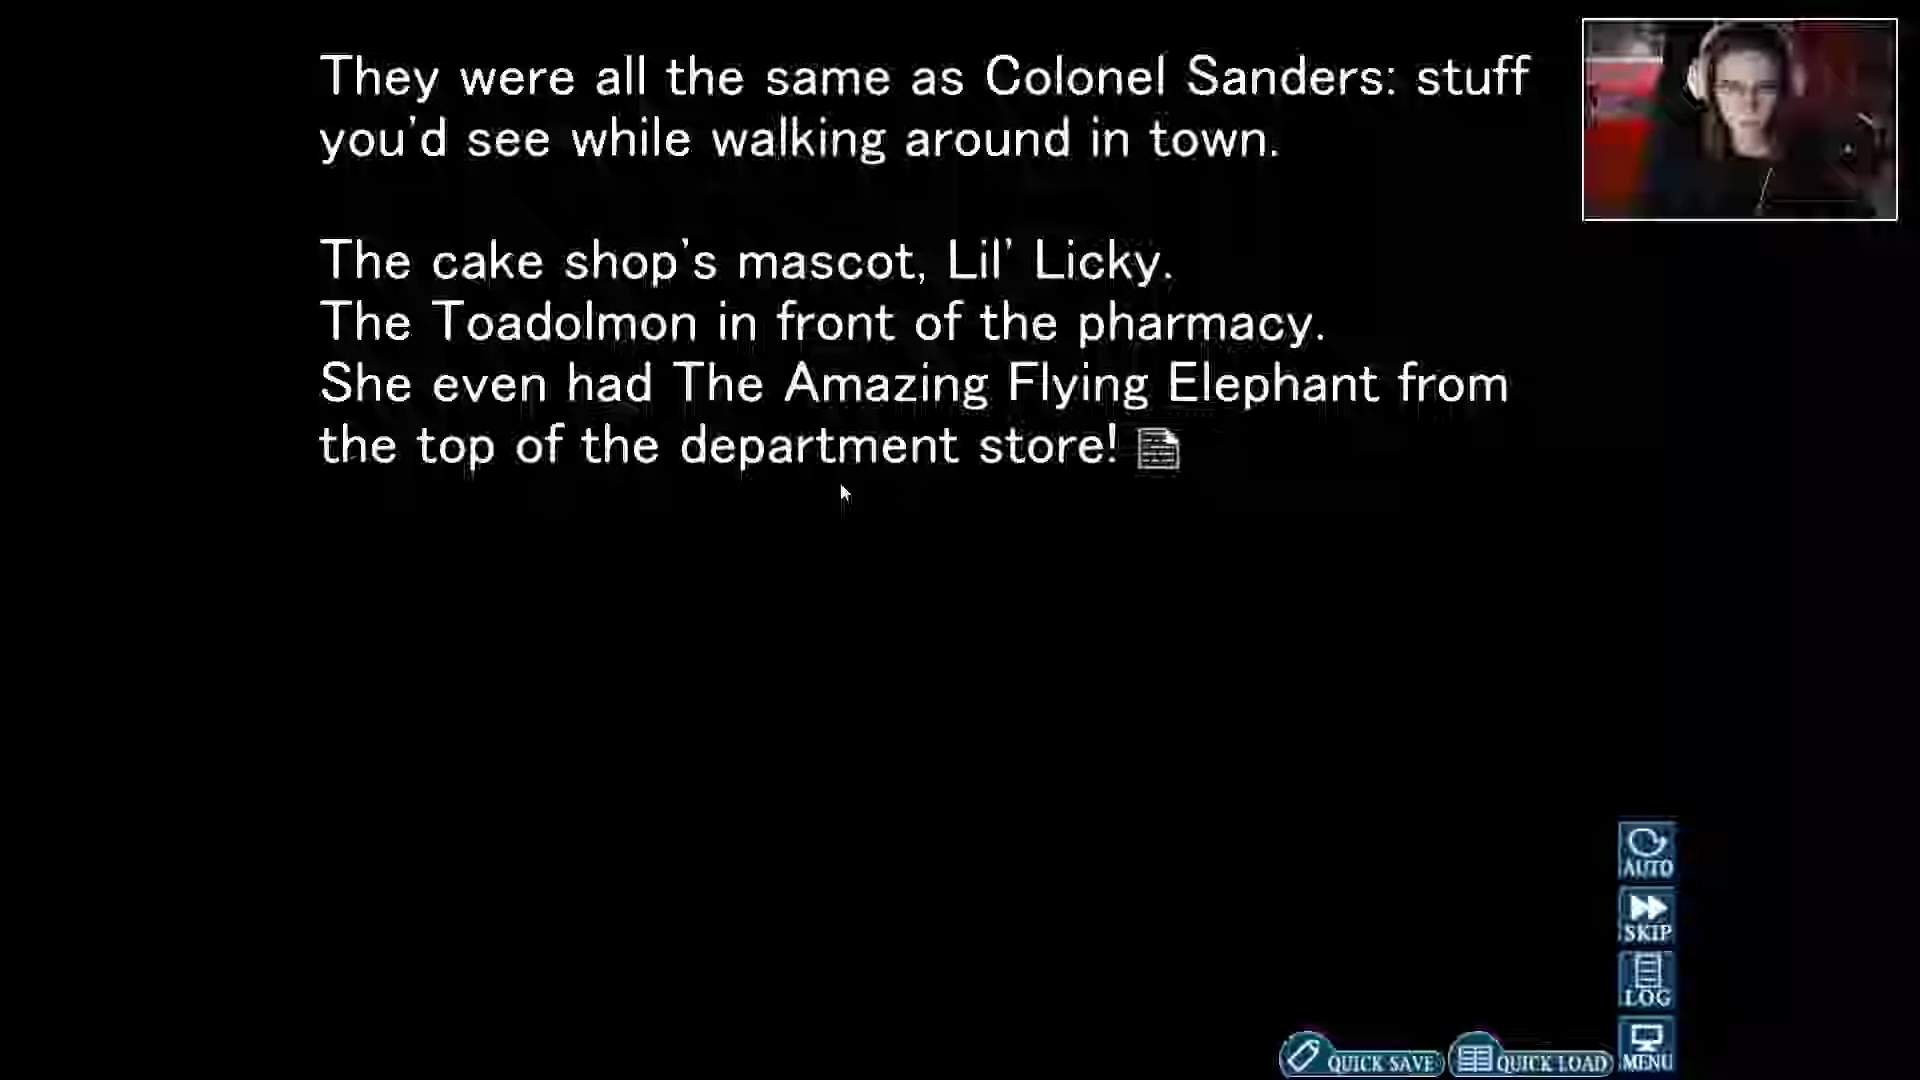 They were all the same as Colonel Sanders: stuff
you'd see while walking around in town.
The cake shop's mascot, Lil' Licky.
The Toadolmon in front of the pharmacy.
She even had The Amazing Flying Elephant from
the top of the department store!
AUTO
SKIP
LOG
MENU
QUICK SAVE
QUICK LOAD